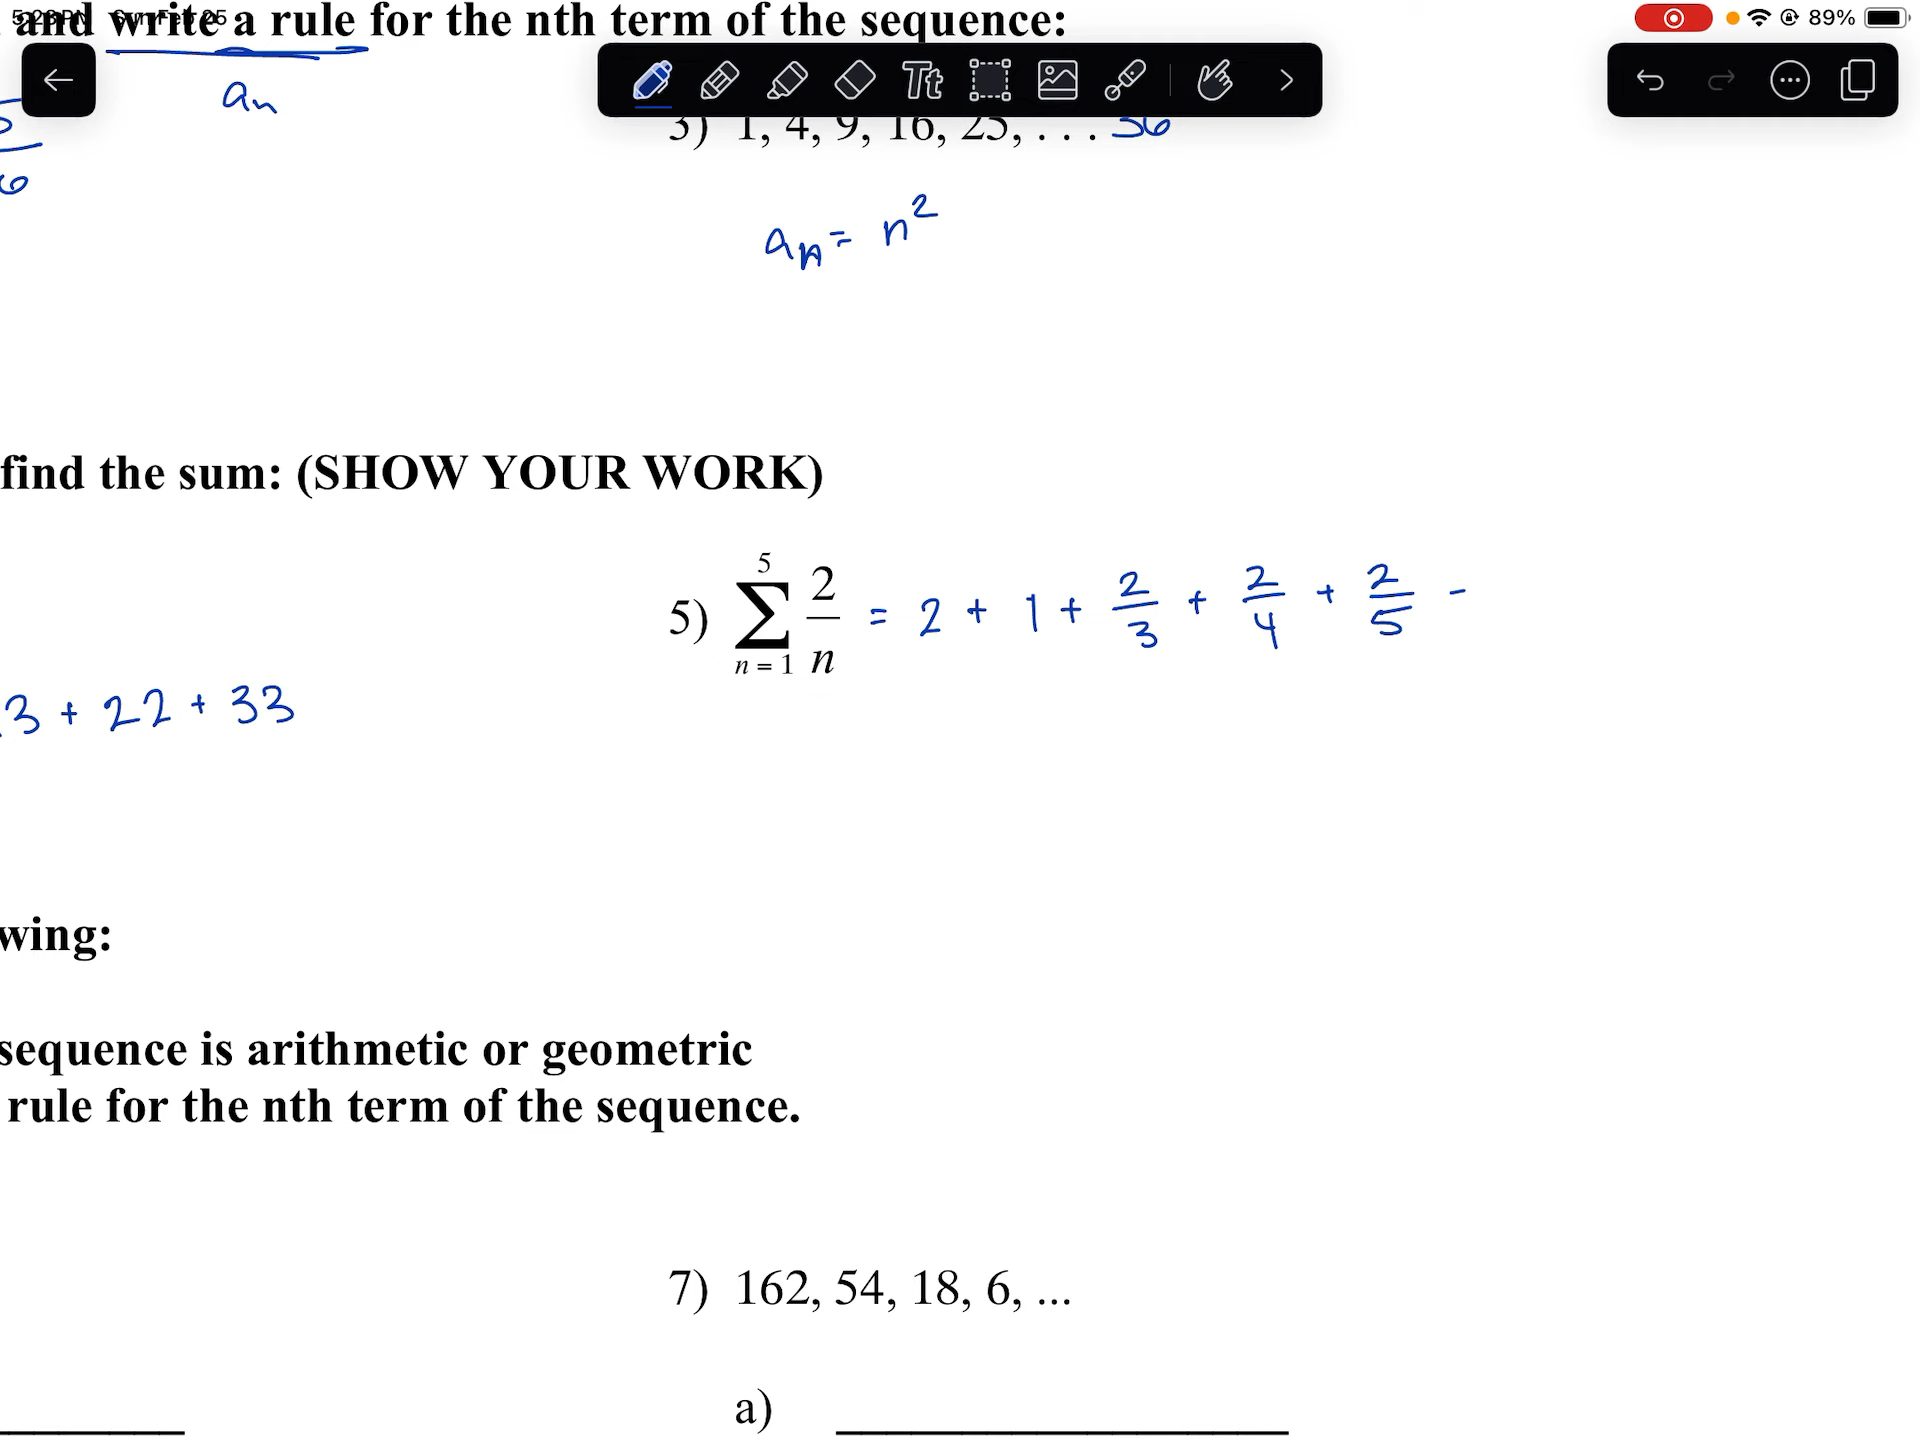 and write a rule for the nth term of the sequence:
89%
Tt
an
5
6
3) 1, 4, 9, 16, 25, . . . 36
an = n²
find the sum: (SHOW YOUR WORK)
5) 5 ∑ n = 1 2/n = 2 + 1 + 2/3 + 2/4 + 2/5 -
3 + 22 + 33
wing:
sequence is arithmetic or geometric
rule for the nth term of the sequence.
7) 162, 54, 18, 6, ...
a)